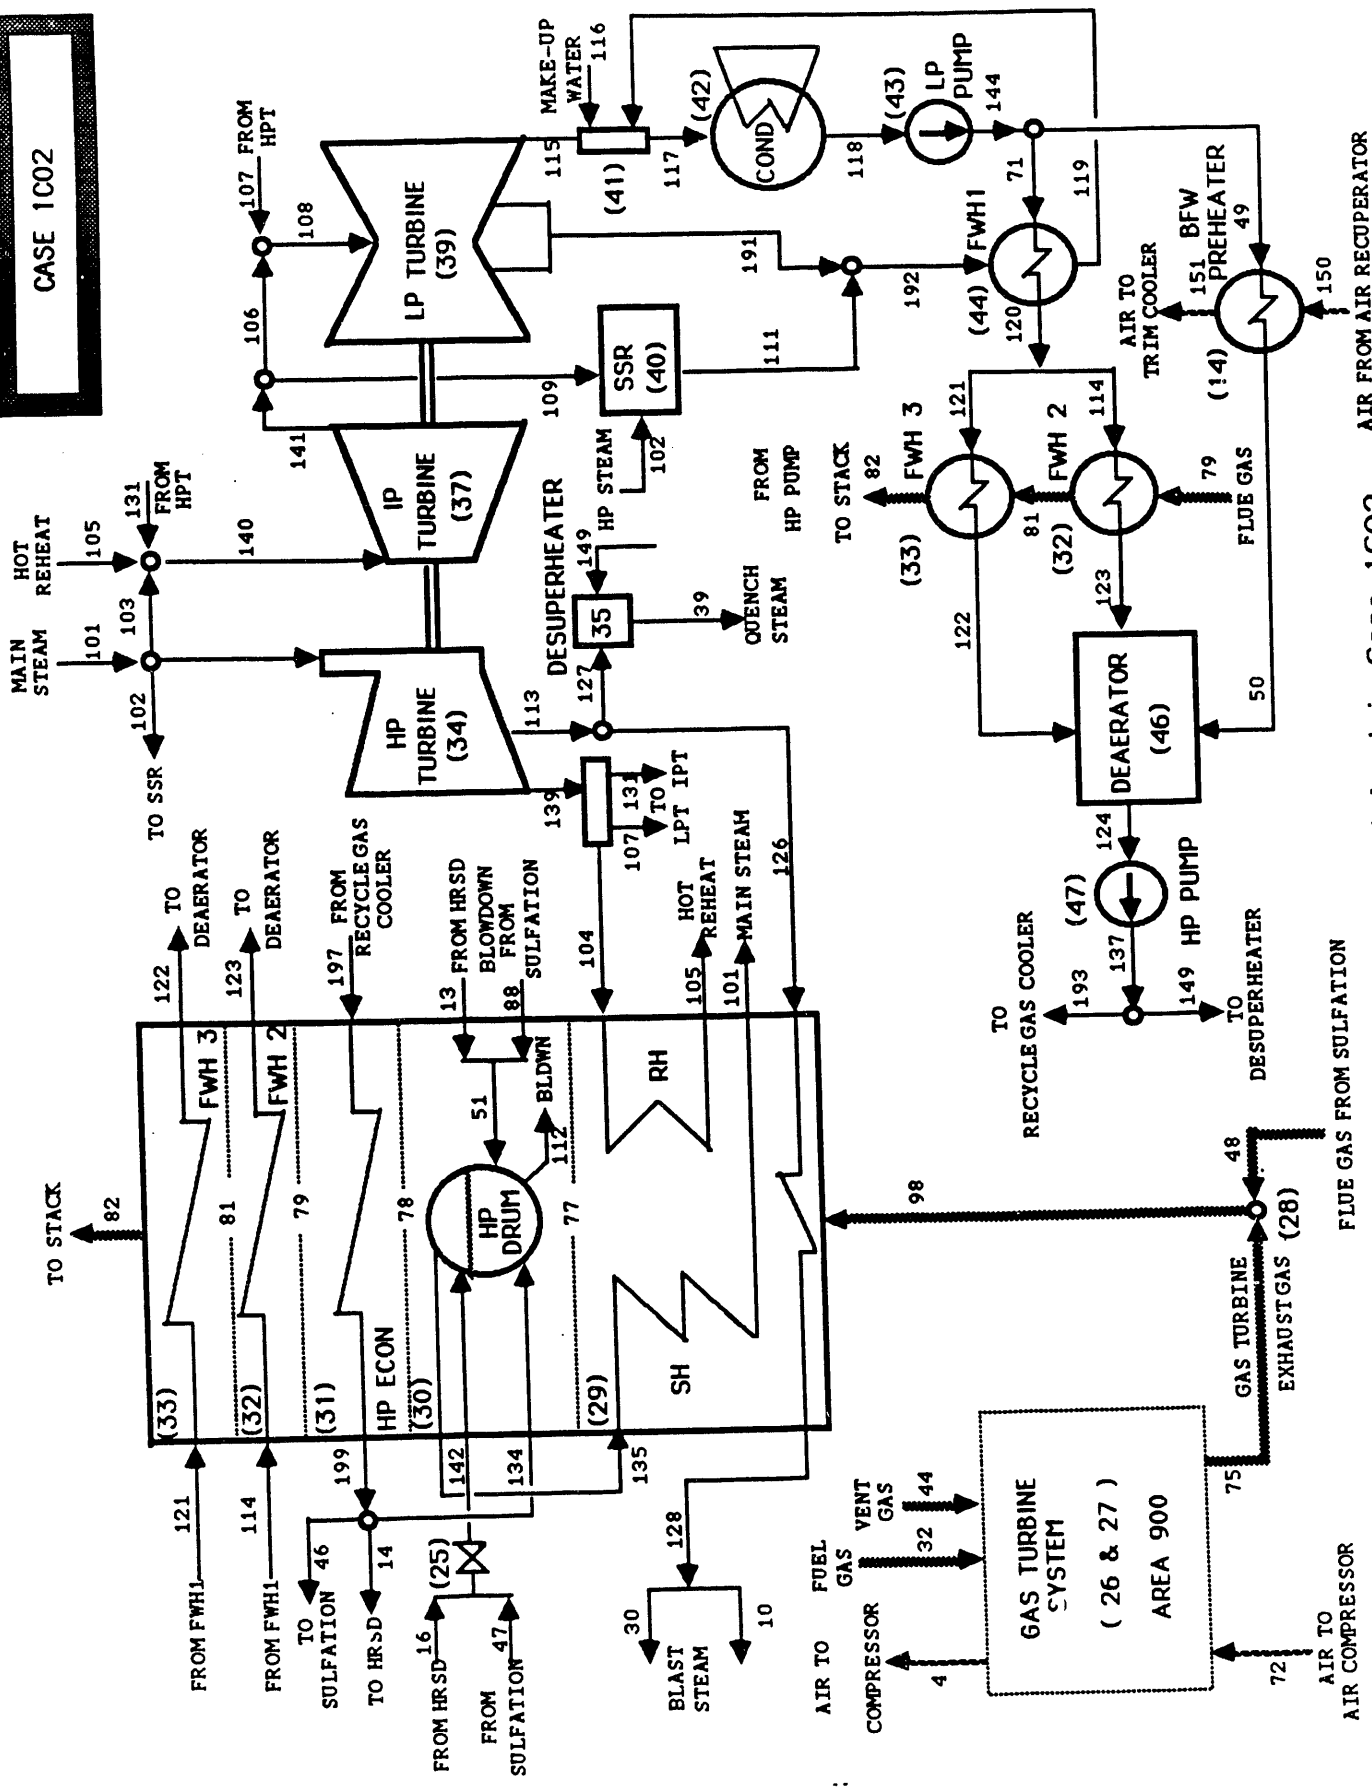 CASE 1C02
MAIN
STEAM
101
HOT
REHEAT
105
131
FROM
HPT
103
102
TO SSR
140
141
106
107 FROM
HPT
108
HP
TURBINE
(34)
IP
TURBINE
(37)
LP TURBINE
(39)
MAKE-UP
WATER
116
115
(41)
117
COND
(42)
118
(43)
LP
PUMP
144
71
119
FWH1
(44)
120
191
192
111
109
SSR
(40)
HP STEAM
102
DESUPERHEATER
35
149
127
39
QUENCH
STEAM
FROM
HP PUMP
113
139
107
131
TO
LPT IPT
126
104
TO STACK
82
FWH 3
(33)
121
114
FWH 2
(32)
81
79
FLUE GAS
122
123
AIR TO
TRIM COOLER
151
BFW
PREHEATER
49
(14)
150
AIR FROM AIR RECUPERATOR
50
DEAERATOR
(46)
124
(47)
HP PUMP
137
193
TO
RECYCLE GAS COOLER
149
TO
DESUPERHEATER
TO STACK
82
122
TO
DEAERATOR
123
TO
DEAERATOR
197
FROM
RECYCLE GAS
COOLER
13
FROM HRSD
BLOWDOWN
FROM
SULFATION
88
HOT
REHEAT
105
MAIN STEAM
101
FWH 3
(33)
81
FWH 2
(32)
79
(31)
HP ECON
78
(30)
HP
DRUM
51
BLDWN
112
77
(29)
RH
SH
121
FROM FWH1
114
FROM FWH1
199
46
TO
SULFATION
14
TO HRSD
142
134
135
(25)
16
FROM HRSD
47
FROM
SULFATION
128
30
10
BLAST
STEAM
98
48
FLUE GAS FROM SULFATION
(28)
GAS TURBINE
EXHAUST GAS
75
FUEL
GAS
32
VENT
GAS
44
GAS TURBINE
SYSTEM
( 26 & 27 )
AREA 900
AIR TO
COMPRESSOR
4
72
AIR TO
AIR COMPRESSOR